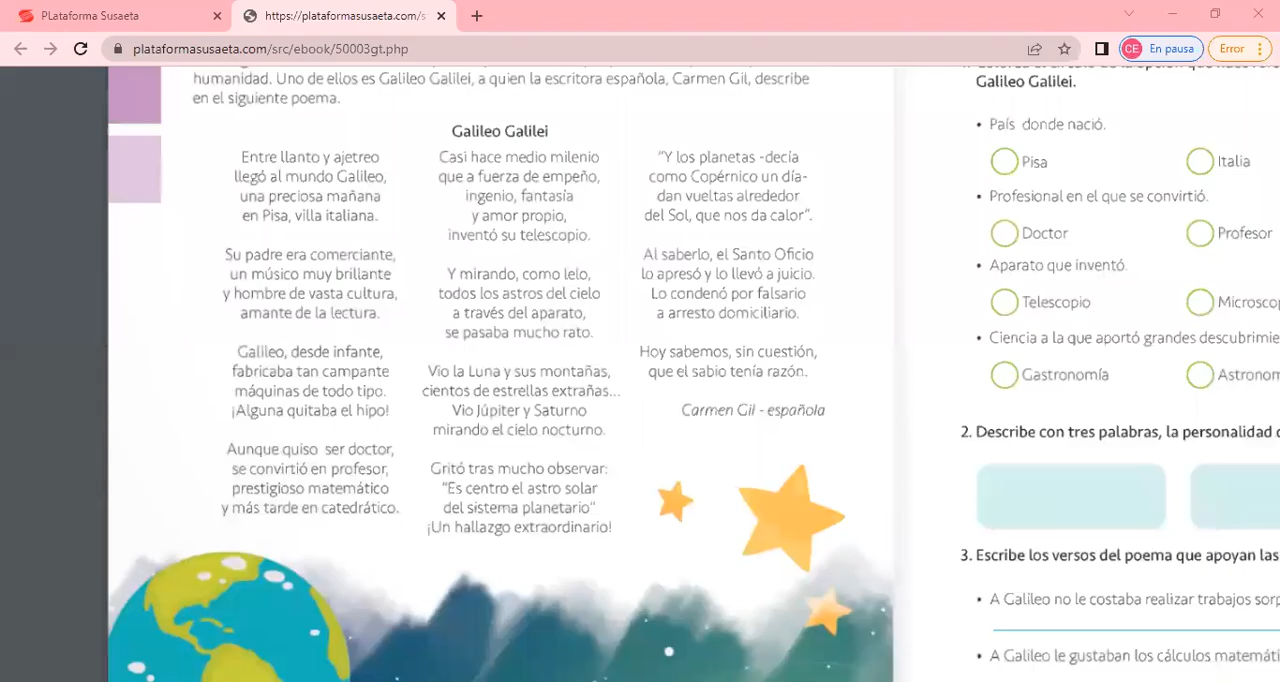 PLataforma Susaeta
https://plataformasusaeta.com/s
plataformasusaeta.com/src/ebook/50003gt.php
CE
En pausa
Error
humanidad. Uno de ellos es Galileo Galilei, a quien la escritora española, Carmen Gil, describe
en el siguiente poema.
Galileo Galilei
Entre llanto y ajetreo
llegó al mundo Galileo,
una preciosa mañana
en Pisa, villa italiana.
Su padre era comerciante,
un músico muy brillante
y hombre de vasta cultura,
amante de la lectura.
Galileo, desde infante,
fabricaba tan campante
máquinas de todo tipo.
¡Alguna quitaba el hipo!
Aunque quiso ser doctor,
se convirtió en profesor,
prestigioso matemático
y más tarde en catedrático.
Casi hace medio milenio
que a fuerza de empeño,
ingenio, fantasía
y amor propio,
inventó su telescopio.
Y mirando, como lelo,
todos los astros del cielo
a través del aparato,
se pasaba mucho rato.
Vio la Luna y sus montañas,
cientos de estrellas extrañas...
Vio Júpiter y Saturno
mirando el cielo nocturno.
Gritó tras mucho observar:
"Es centro el astro solar
del sistema planetario"
¡Un hallazgo extraordinario!
"Y los planetas -decía
como Copérnico un día-
dan vueltas alrededor
del Sol, que nos da calor".
Al saberlo, el Santo Oficio
lo apresó y lo llevó a juicio.
Lo condenó por falsario
a arresto domiciliario.
Hoy sabemos, sin cuestión,
que el sabio tenía razón.
Carmen Gil - española
Galileo Galilei.
• País donde nació.
Pisa
Italia
• Profesional en el que se convirtió.
Doctor
Profesor
• Aparato que inventó.
Telescopio
Microscop
• Ciencia a la que aportó grandes descubrimie
Gastronomía
Astronom
2. Describe con tres palabras, la personalidad
3. Escribe los versos del poema que apoyan las
• A Galileo no le costaba realizar trabajos sorp
• A Galileo le gustaban los cálculos matemáti